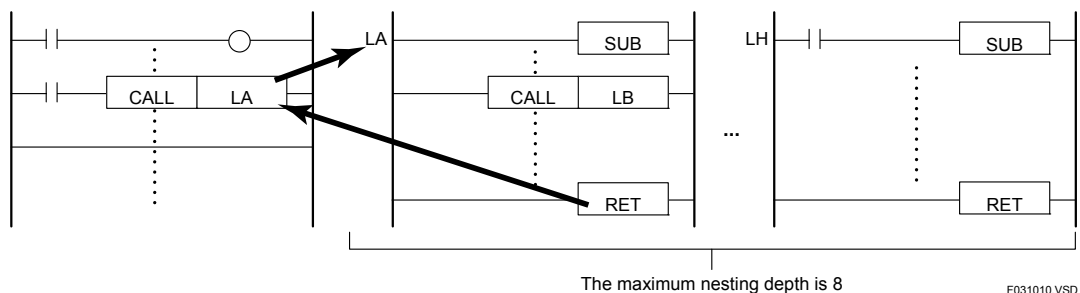 LA
SUB
LH
SUB
CALL LA
CALL LB
...
RET
RET
The maximum nesting depth is 8
F031010.VSD